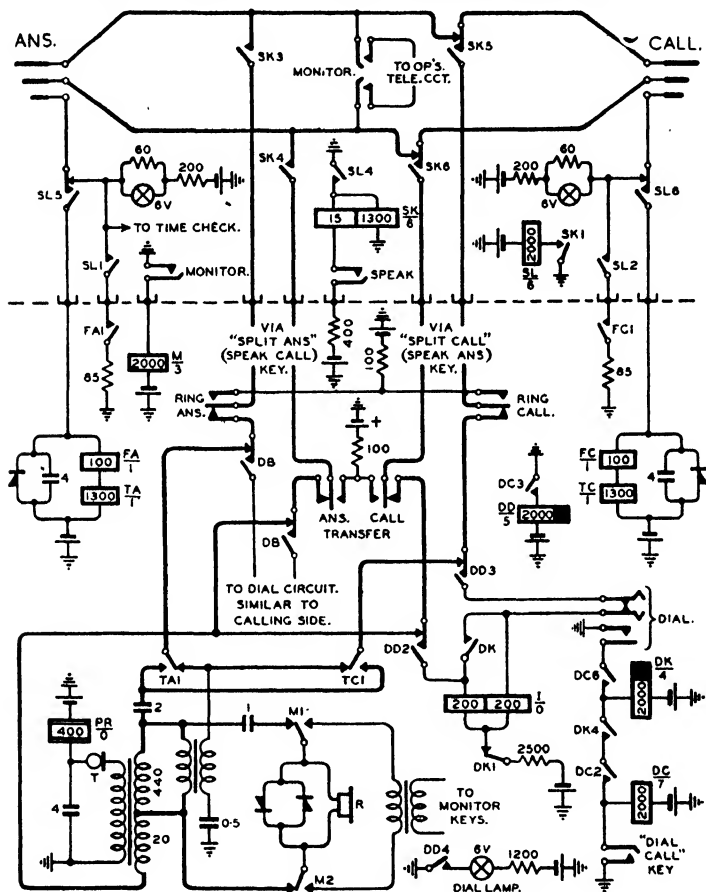 ANS.
CALL.
SK3
MONITOR.
TO OP'S.
TELE. CCT.
SK5
SK4
SK6
60
200
6V
SL5
SL4
15 1300
SK
6
200
60
6V
SL6
TO TIME CHECK.
SL1
MONITOR.
SPEAK
2000
SL
6
SK1
SL2
FA1
85
2000
M
3
VIA
"SPLIT ANS"
(SPEAK CALL)
KEY.
400
100
VIA
"SPLIT CALL"
(SPEAK ANS)
KEY.
FC1
85
RING
ANS.
RING
CALL.
4
100
FA
1
1300
TA
1
DB
+
100
DC3
DD
5
2000
FC
1
100
TC
1
1300
4
DB
ANS. CALL
TRANSFER
TO DIAL CIRCUIT.
SIMILAR TO
CALLING SIDE.
DD3
DIAL.
DD2
DK
TA1
TC1
DC6
2000
DK
4
200 200
I
0
DK4
2
400
PR
0
T
440
1
M1
DK1
2500
DC2
2000
DC
7
4
20
0·5
R
TO
MONITOR
KEYS.
M2
DD4
6V
1200
DIAL LAMP.
"DIAL
CALL"
KEY